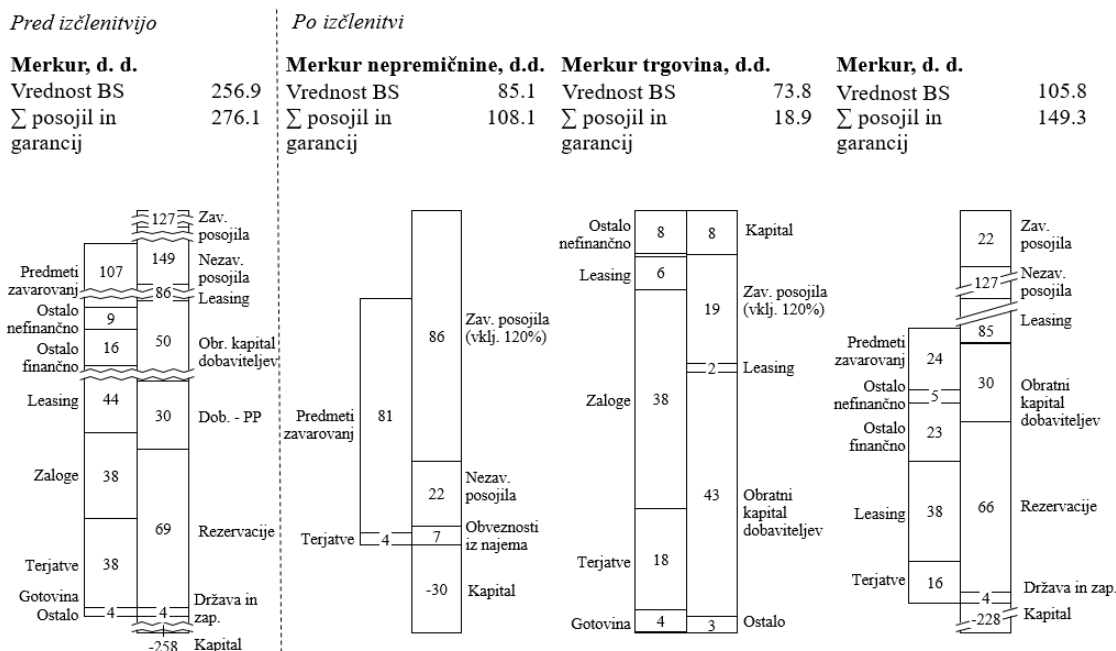 Pred izčlenitvijo
Po izčlenitvi
Merkur, d. d.
Vrednost BS 256.9
∑ posojil in 276.1
garancij
Merkur nepremičnine, d.d.
Vrednost BS 85.1
∑ posojil in 108.1
garancij
Merkur trgovina, d.d.
Vrednost BS 73.8
∑ posojil in 18.9
garancij
Merkur, d. d.
Vrednost BS 105.8
∑ posojil in 149.3
garancij
127 Zav.
posojila
Predmeti
zavarovanj
107
149 Nezav.
posojila
86 Leasing
Ostalo
nefinančno
9
Ostalo
finančno
16
50 Obr. kapital
dobaviteljev
Leasing 44
30 Dob. - PP
Zaloge 38
69 Rezervacije
Terjatve 38
Gotovina
Ostalo 4
4 Država in
zap.
-258 Kapital
86 Zav. posojila
(vklj. 120%)
Predmeti
zavarovanj
81
22 Nezav.
posojila
Terjatve 4
7 Obveznosti
iz najema
-30 Kapital
Ostalo
nefinančno
8
8 Kapital
Leasing 6
19 Zav. posojila
(vklj. 120%)
2 Leasing
Zaloge 38
43 Obratni
kapital
dobaviteljev
Terjatve 18
Gotovina 4
3 Ostalo
22 Zav.
posojila
127 Nezav.
posojila
85 Leasing
Predmeti
zavarovanj
24
Ostalo
nefinančno
5
30 Obratni
kapital
dobaviteljev
Ostalo
finančno
23
Leasing 38
66 Rezervacije
Terjatve 16
4 Država in zap.
-228 Kapital